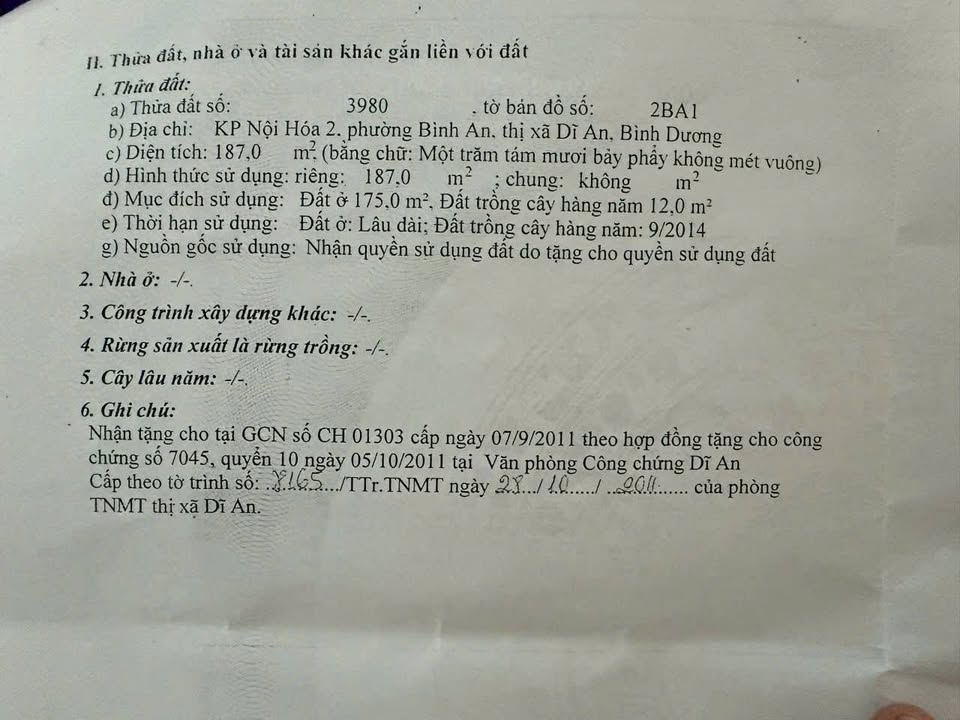 II. Thửa đất, nhà ở và tài sản khác gắn liền với đất
1. Thửa đất:
a) Thửa đất số: 3980 , tờ bản đồ số: 2BA1
b) Địa chỉ: KP Nội Hóa 2, phường Bình An, thị xã Dĩ An, Bình Dương
c) Diện tích: 187,0 m², (bằng chữ: Một trăm tám mươi bảy phẩy không mét vuông)
d) Hình thức sử dụng: riêng: 187,0 m² ; chung: không m²
đ) Mục đích sử dụng: Đất ở 175,0 m², Đất trồng cây hàng năm 12,0 m²
e) Thời hạn sử dụng: Đất ở: Lâu dài; Đất trồng cây hàng năm: 9/2014
g) Nguồn gốc sử dụng: Nhận quyền sử dụng đất do tặng cho quyền sử dụng đất
2. Nhà ở: -/-.
3. Công trình xây dựng khác: -/-.
4. Rừng sản xuất là rừng trồng: -/-.
5. Cây lâu năm: -/-.
6. Ghi chú:
Nhận tặng cho tại GCN số CH 01303 cấp ngày 07/9/2011 theo hợp đồng tặng cho công
chứng số 7045, quyển 10 ngày 05/10/2011 tại Văn phòng Công chứng Dĩ An
Cấp theo tờ trình số: ..8165.../TTr.TNMT ngày 28.../10...../ ..2011....... của phòng
TNMT thị xã Dĩ An.